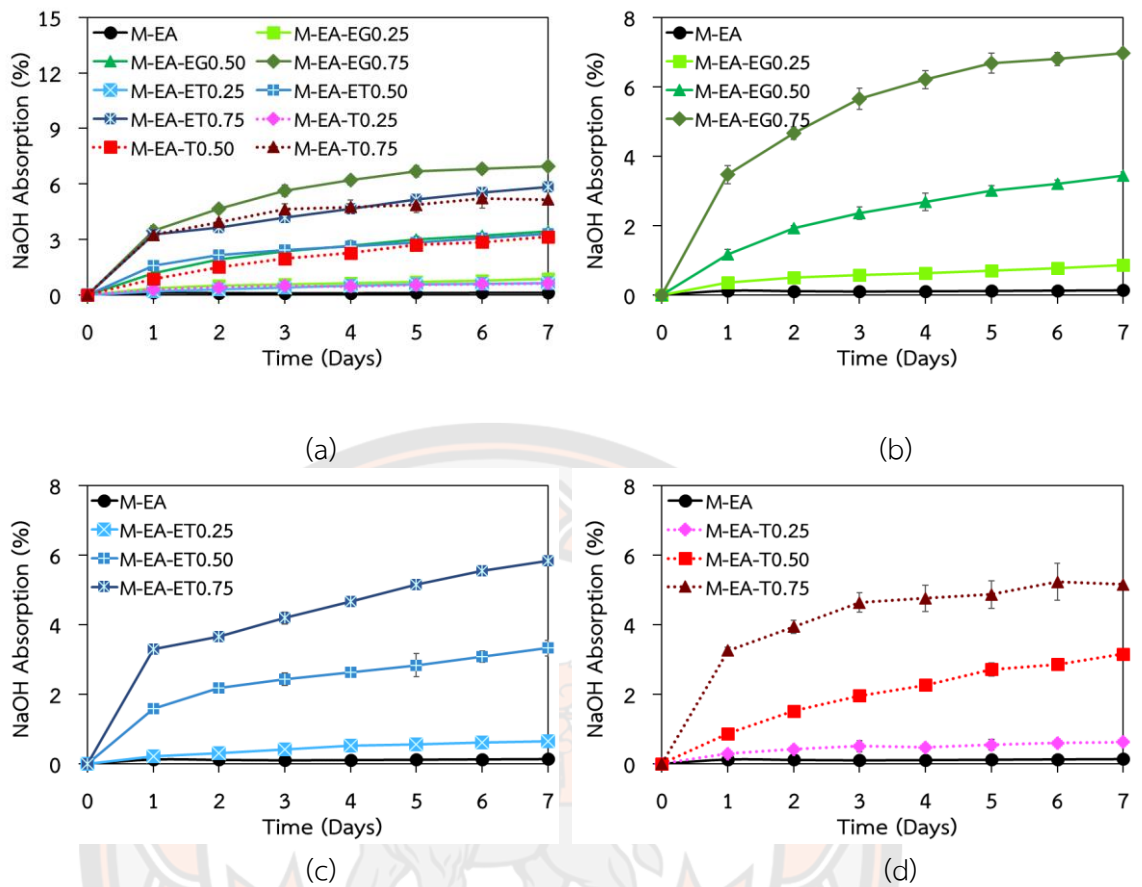 15
12
9
6
3
0
NaOH Absorption (%)
M-EA
M-EA-EG0.25
M-EA-EG0.50
M-EA-EG0.75
M-EA-ET0.25
M-EA-ET0.50
M-EA-ET0.75
M-EA-T0.25
M-EA-T0.50
M-EA-T0.75
0 1 2 3 4 5 6 7
Time (Days)
(a)
8
6
4
2
0
NaOH Absorption (%)
M-EA
M-EA-EG0.25
M-EA-EG0.50
M-EA-EG0.75
0 1 2 3 4 5 6 7
Time (Days)
(b)
8
6
4
2
0
NaOH Absorption (%)
M-EA
M-EA-ET0.25
M-EA-ET0.50
M-EA-ET0.75
0 1 2 3 4 5 6 7
Time (Days)
(c)
8
6
4
2
0
NaOH Absorption (%)
M-EA
M-EA-T0.25
M-EA-T0.50
M-EA-T0.75
0 1 2 3 4 5 6 7
Time (Days)
(d)